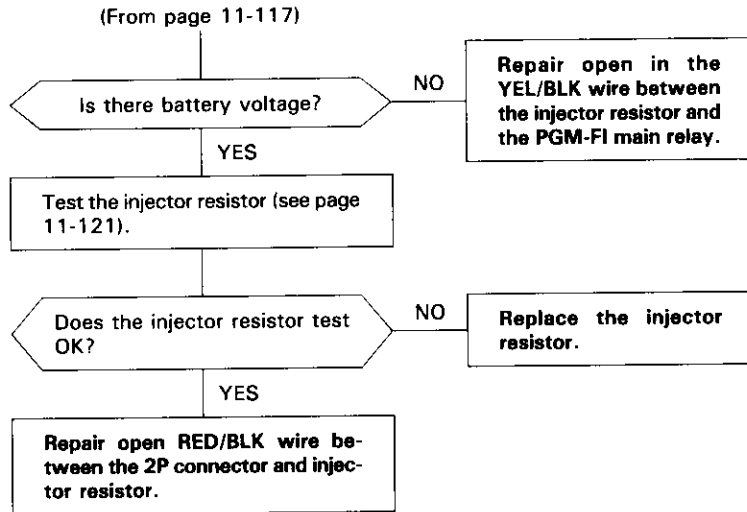 (From page 11-117)
Is there battery voltage?
NO
Repair open in the
YEL/BLK wire between
the injector resistor and
the PGM-FI main relay.
YES
Test the injector resistor (see page
11-121).
Does the injector resistor test
OK?
NO
Replace the injector
resistor.
YES
Repair open RED/BLK wire be-
tween the 2P connector and injec-
tor resistor.